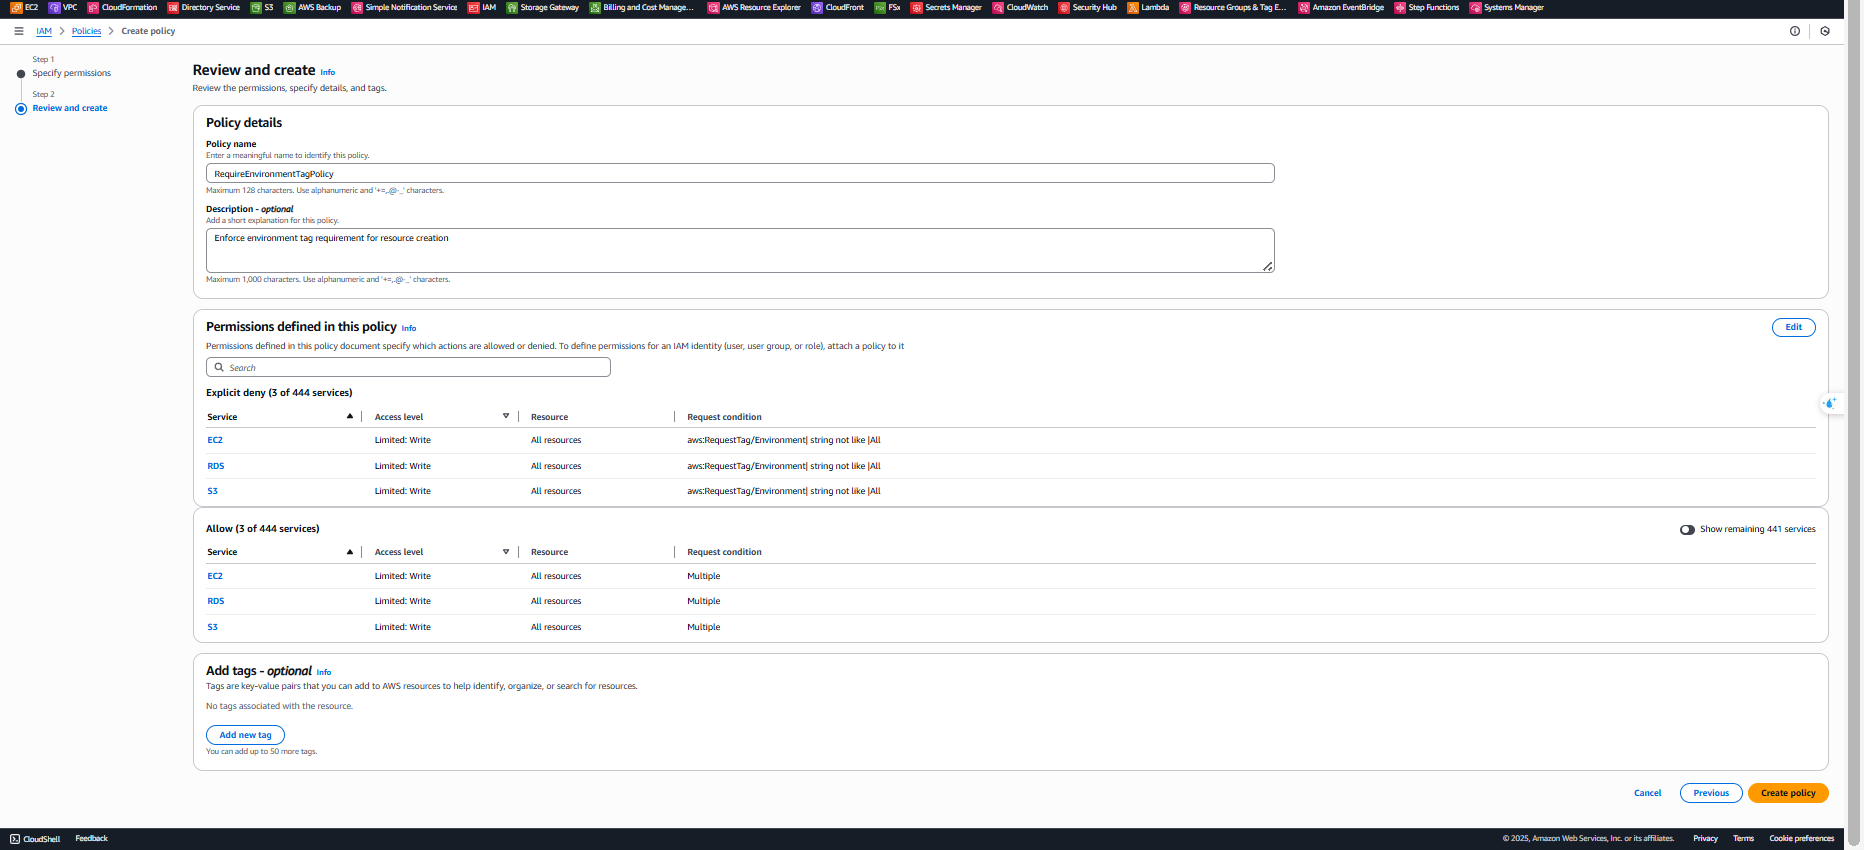 EC2 VPC CloudFormation Directory Service S3 AWS Backup Simple Notification Service IAM Storage Gateway Billing and Cost Manage... AWS Resource Explorer CloudFront FSx Secrets Manager CloudWatch Security Hub Lambda Resource Groups & Tag E... Amazon EventBridge Step Functions Systems Manager
IAM > Policies > Create policy
Step 1
Specify permissions
Step 2
Review and create
Review and create Info
Review the permissions, specify details, and tags.
Policy details
Policy name
Enter a meaningful name to identify this policy.
RequireEnvironmentTagPolicy
Maximum 128 characters. Use alphanumeric and '+=,.@-_' characters.
Description - optional
Add a short explanation for this policy.
Enforce environment tag requirement for resource creation
Maximum 1,000 characters. Use alphanumeric and '+=,.@-_' characters.
Permissions defined in this policy Info
Edit
Permissions defined in this policy document specify which actions are allowed or denied. To define permissions for an IAM identity (user, user group, or role), attach a policy to it
Search
Explicit deny (3 of 444 services)
Service Access level Resource Request condition
EC2 Limited: Write All resources aws:RequestTag/Environment| string not like |All
RDS Limited: Write All resources aws:RequestTag/Environment| string not like |All
S3 Limited: Write All resources aws:RequestTag/Environment| string not like |All
Allow (3 of 444 services)
Show remaining 441 services
Service Access level Resource Request condition
EC2 Limited: Write All resources Multiple
RDS Limited: Write All resources Multiple
S3 Limited: Write All resources Multiple
Add tags - optional Info
Tags are key-value pairs that you can add to AWS resources to help identify, organize, or search for resources.
No tags associated with the resource.
Add new tag
You can add up to 50 more tags.
Cancel Previous Create policy
CloudShell Feedback © 2025, Amazon Web Services, Inc. or its affiliates. Privacy Terms Cookie preferences